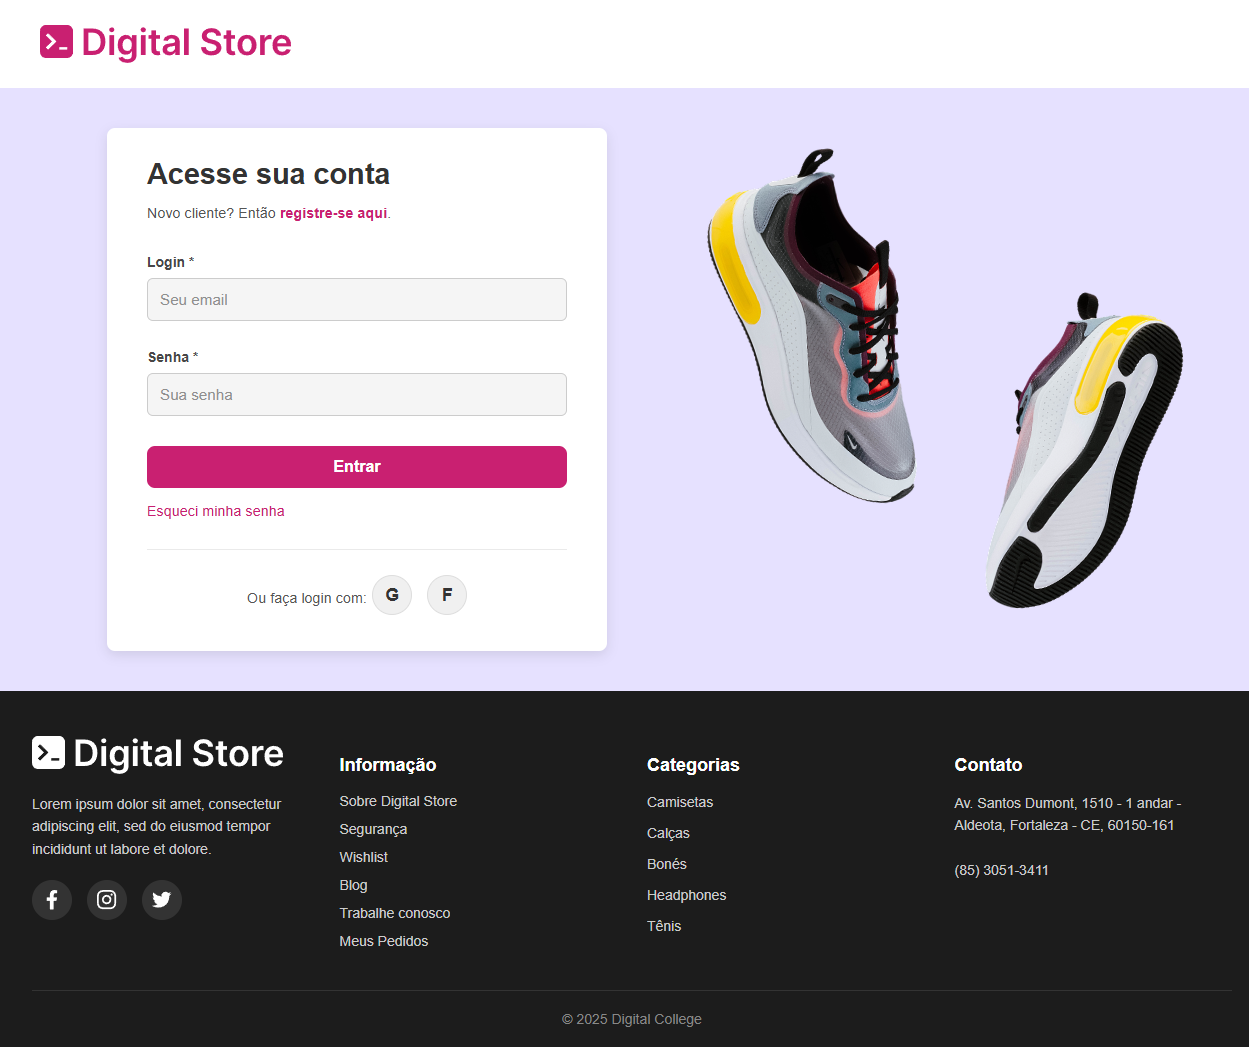 Digital Store
Acesse sua conta
Novo cliente? Então registre-se aqui.
Login *
Seu email
Senha *
Sua senha
Entrar
Esqueci minha senha
Ou faça login com: G F
Digital Store
Lorem ipsum dolor sit amet, consectetur
adipiscing elit, sed do eiusmod tempor
incididunt ut labore et dolore.
Informação
Sobre Digital Store
Segurança
Wishlist
Blog
Trabalhe conosco
Meus Pedidos
Categorias
Camisetas
Calças
Bonés
Headphones
Tênis
Contato
Av. Santos Dumont, 1510 - 1 andar -
Aldeota, Fortaleza - CE, 60150-161
(85) 3051-3411
© 2025 Digital College